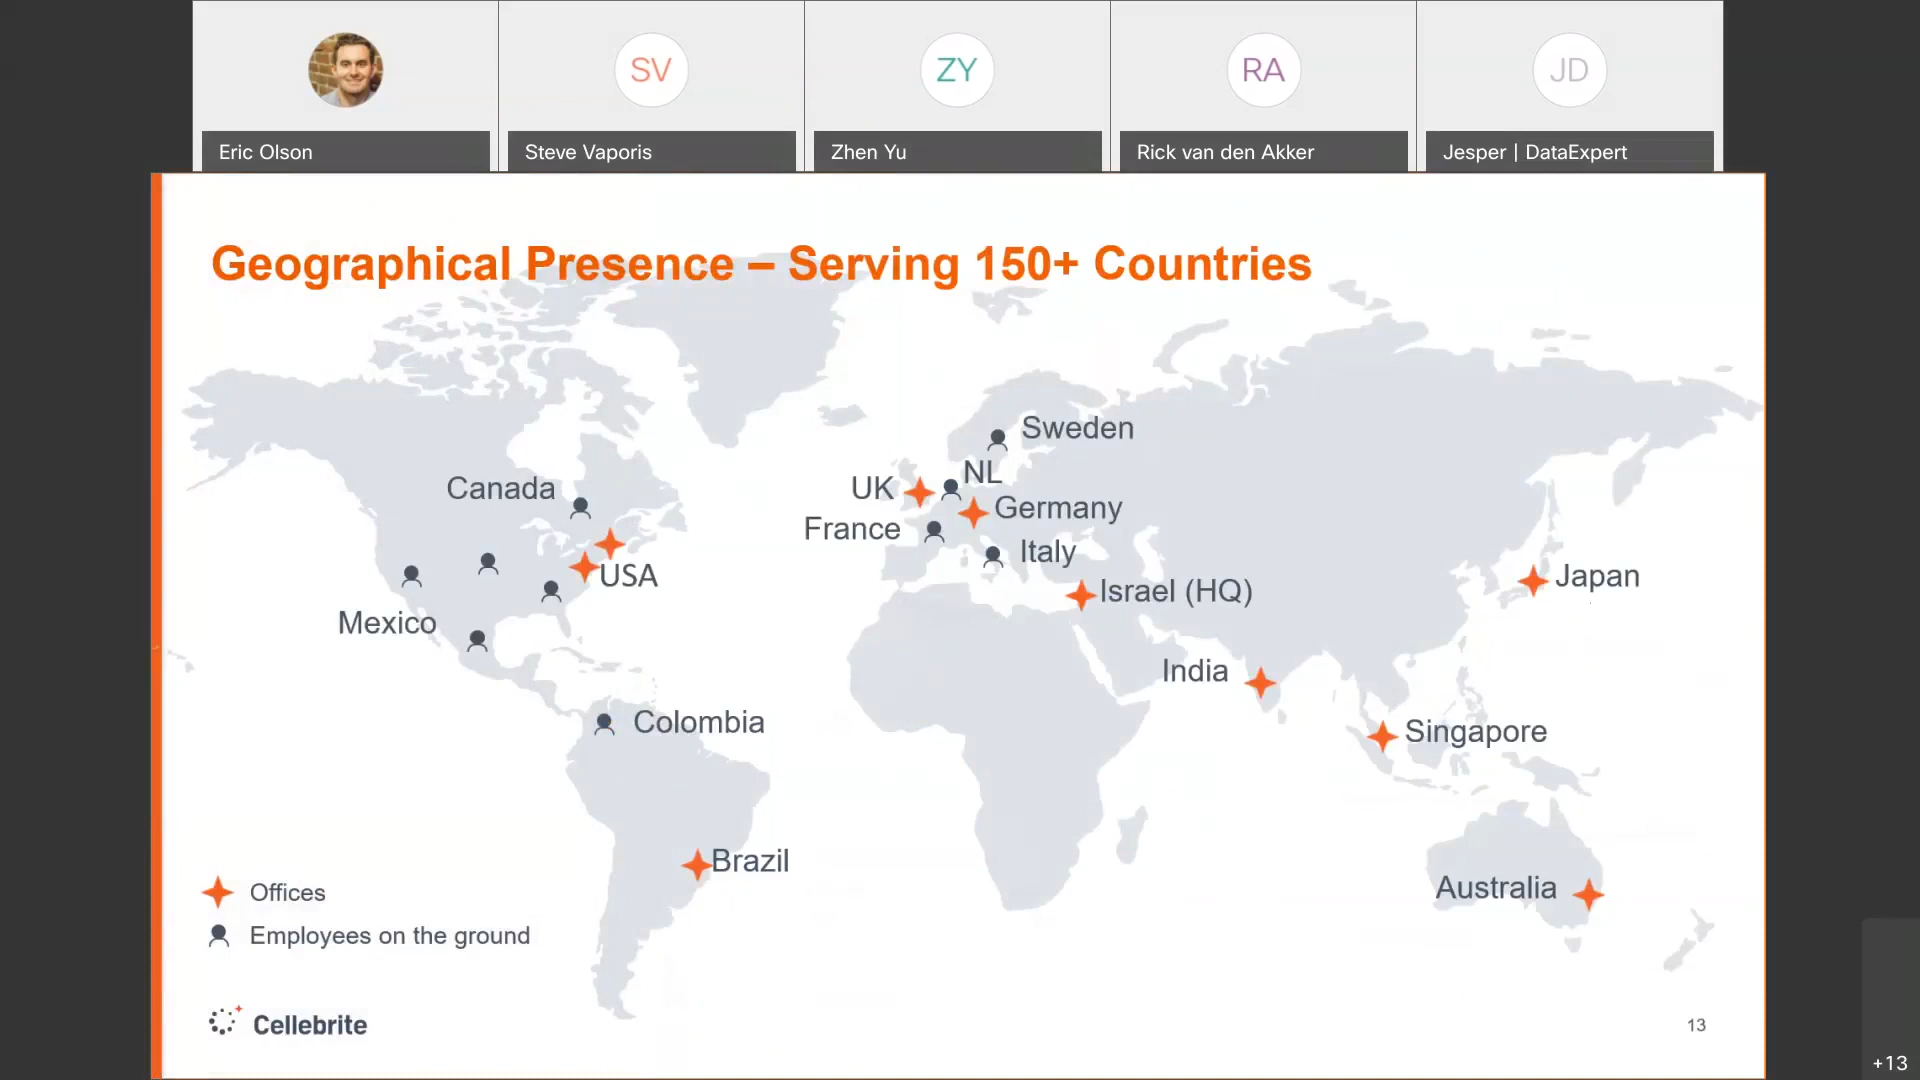 SV
ZY
RA
JD
Eric Olson
Steve Vaporis
Zhen Yu
Rick van den Akker
Jesper | DataExpert
Geographical Presence – Serving 150+ Countries
Sweden
NL
Canada
UK
Germany
France
Italy
USA
Japan
Israel (HQ)
Mexico
India
Colombia
Singapore
Brazil
Australia
Offices
Employees on the ground
Cellebrite
13
+13